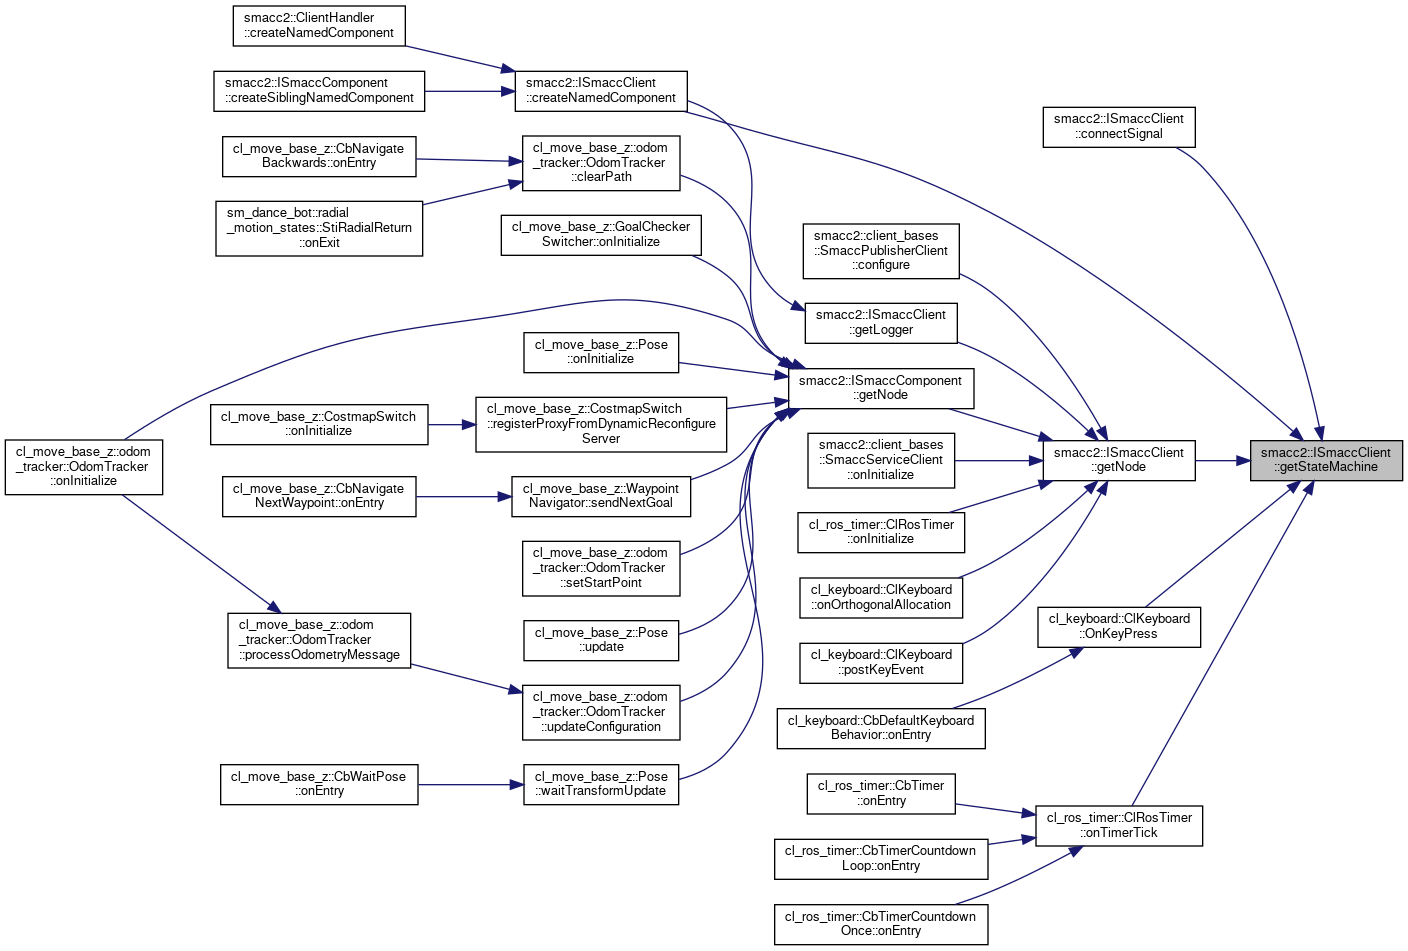 smacc2::ClientHandler
::createNamedComponent
smacc2::ISmaccComponent
::createSiblingNamedComponent
smacc2::ISmaccClient
::createNamedComponent
smacc2::ISmaccClient
::connectSignal
cl_move_base_z::CbNavigate
Backwards::onEntry
cl_move_base_z::odom
_tracker::OdomTracker
::clearPath
sm_dance_bot::radial
_motion_states::StiRadialReturn
::onExit
cl_move_base_z::GoalChecker
Switcher::onInitialize
smacc2::client_bases
::SmaccPublisherClient
::configure
smacc2::ISmaccClient
::getLogger
cl_move_base_z::Pose
::onInitialize
smacc2::ISmaccComponent
::getNode
cl_move_base_z::CostmapSwitch
::onInitialize
cl_move_base_z::CostmapSwitch
::registerProxyFromDynamicReconfigure
Server
cl_move_base_z::odom
_tracker::OdomTracker
::onInitialize
smacc2::client_bases
::SmaccServiceClient
::onInitialize
smacc2::ISmaccClient
::getNode
smacc2::ISmaccClient
::getStateMachine
cl_move_base_z::CbNavigate
NextWaypoint::onEntry
cl_move_base_z::Waypoint
Navigator::sendNextGoal
cl_ros_timer::ClRosTimer
::onInitialize
cl_move_base_z::odom
_tracker::OdomTracker
::setStartPoint
cl_keyboard::ClKeyboard
::onOrthogonalAllocation
cl_move_base_z::odom
_tracker::OdomTracker
::processOdometryMessage
cl_move_base_z::Pose
::update
cl_keyboard::ClKeyboard
::postKeyEvent
cl_keyboard::ClKeyboard
::OnKeyPress
cl_move_base_z::odom
_tracker::OdomTracker
::updateConfiguration
cl_keyboard::CbDefaultKeyboard
Behavior::onEntry
cl_move_base_z::CbWaitPose
::onEntry
cl_move_base_z::Pose
::waitTransformUpdate
cl_ros_timer::CbTimer
::onEntry
cl_ros_timer::ClRosTimer
::onTimerTick
cl_ros_timer::CbTimerCountdown
Loop::onEntry
cl_ros_timer::CbTimerCountdown
Once::onEntry